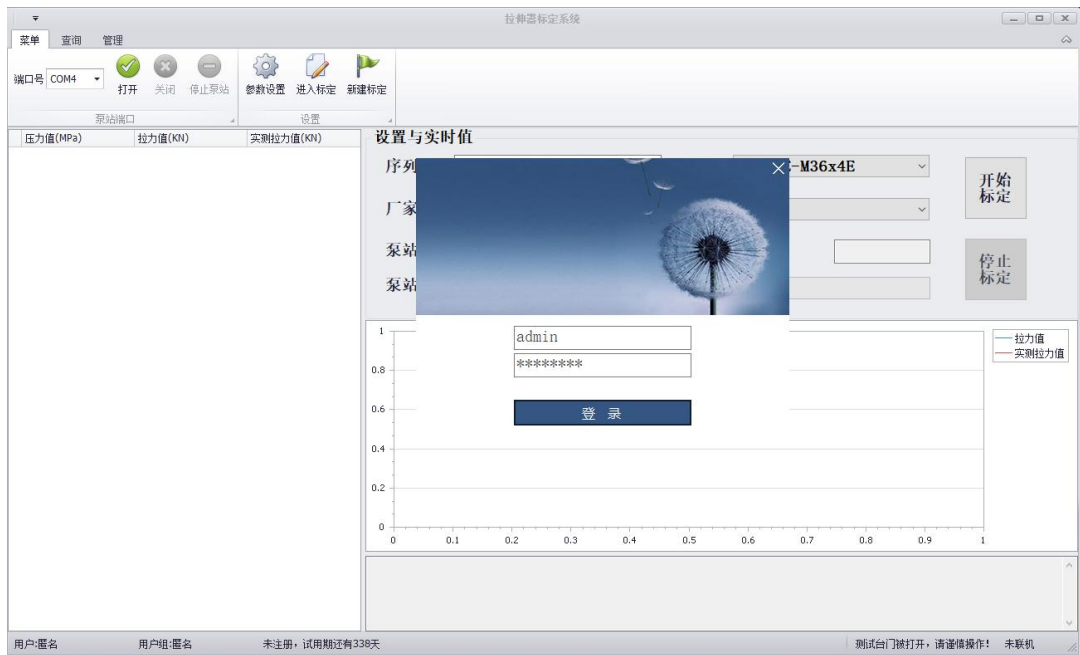 拉伸器标定系统
菜单 查询 管理
端口号 COM4 打开 关闭 停止泵站 参数设置 进入标定 新建标定
泵站端口 设置
压力值(MPa) 拉力值(KN) 实测拉力值(KN)
设置与实时值
序列 -M36x4E 开始标定
厂家
泵站 停止标定
泵站
admin
********
登 录
1
0.8
0.6
0.4
0.2
0
0 0.1 0.2 0.3 0.4 0.5 0.6 0.7 0.8 0.9 1
拉力值
实测拉力值
用户:匿名 用户组:匿名 未注册，试用期还有338天 测试台门被打开，请谨慎操作！ 未联机